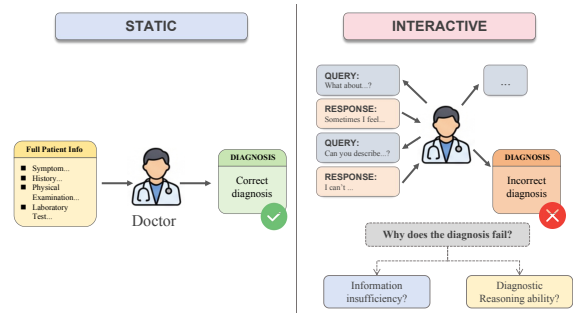 STATIC
Full Patient Info
■ Symptom...
■ History...
■ Physical
Examination...
■ Laboratory
Test...
Doctor
DIAGNOSIS
Correct
diagnosis
INTERACTIVE
QUERY:
What about...?
RESPONSE:
Sometimes I feel...
QUERY:
Can you describe...?
RESPONSE:
I can't ...
...
DIAGNOSIS
Incorrect
diagnosis
Why does the diagnosis fail?
Information
insufficiency?
Diagnostic
Reasoning ability?